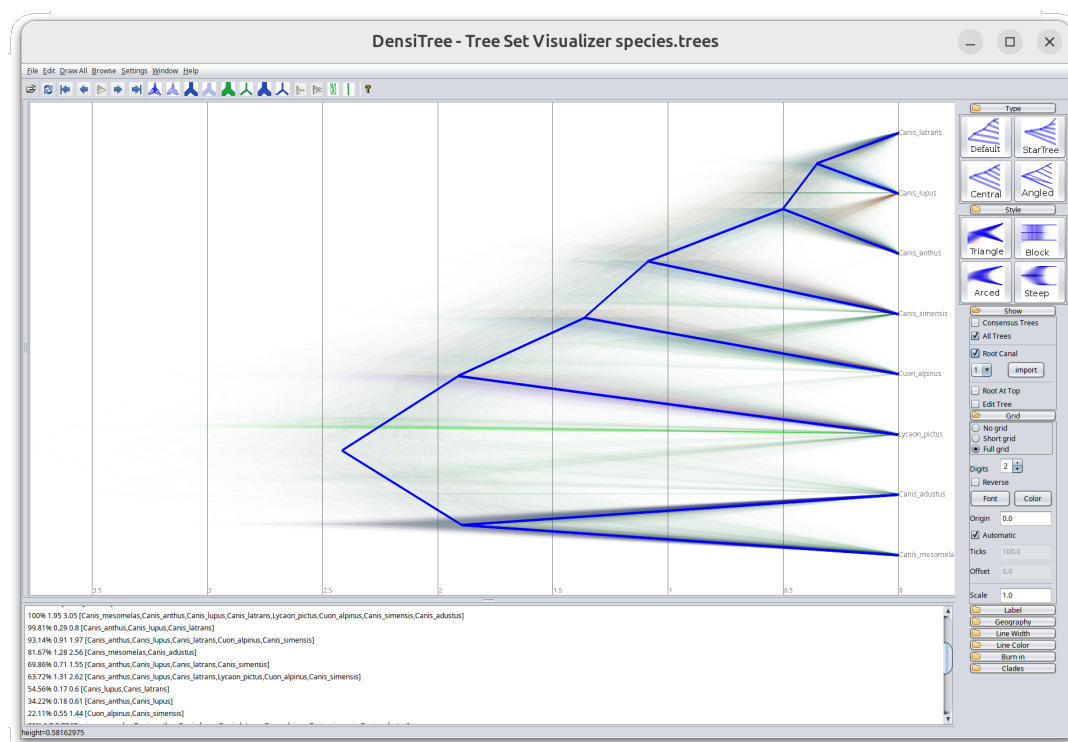 DensiTree - Tree Set Visualizer species.trees
File Edit Draw All Browse Settings Window Help
Canis_latrans
Canis_lupus
Canis_anthus
Canis_simensis
Cuon_alpinus
Lycaon_pictus
Canis_adustus
Canis_mesomela
3.5 3 2.5 2 1.5 1 0.5 0
Type
Default StarTree
Central Angled
Style
Triangle Block
Arced Steep
Show
Consensus Trees
All Trees
Root Canal
1 import
Root At Top
Edit Tree
Grid
No grid
Short grid
Full grid
Digits 2
Reverse
Font Color
Origin 0.0
Automatic
Ticks 100.0
Offset 0.0
Scale 1.0
Label
Geography
Line Width
Line Color
Burn in
Clades
100% 1.95 3.05 [Canis_mesomelas,Canis_anthus,Canis_lupus,Canis_latrans,Lycaon_pictus,Cuon_alpinus,Canis_simensis,Canis_adustus]
99.81% 0.29 0.8 [Canis_anthus,Canis_lupus,Canis_latrans]
93.14% 0.91 1.97 [Canis_anthus,Canis_lupus,Canis_latrans,Cuon_alpinus,Canis_simensis]
81.67% 1.28 2.56 [Canis_mesomelas,Canis_adustus]
69.86% 0.71 1.55 [Canis_anthus,Canis_lupus,Canis_latrans,Canis_simensis]
63.72% 1.31 2.62 [Canis_anthus,Canis_lupus,Canis_latrans,Lycaon_pictus,Cuon_alpinus,Canis_simensis]
54.56% 0.17 0.6 [Canis_lupus,Canis_latrans]
34.22% 0.18 0.61 [Canis_anthus,Canis_lupus]
22.11% 0.55 1.44 [Cuon_alpinus,Canis_simensis]
height=0.58162975